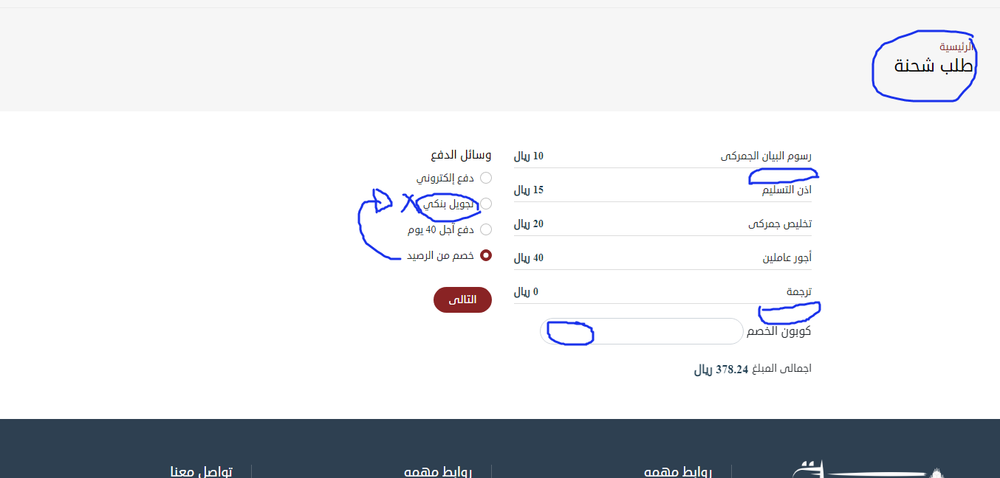 الرئيسية
طلب شحنة
رسوم البيان الجمركى 10 ريال
اذن التسليم 15 ريال
تخليص جمركى 20 ريال
أجور عاملين 40 ريال
ترجمة 0 ريال
كوبون الخصم
اجمالى المبلغ 378.24 ريال
وسائل الدفع
دفع إلكتروني
تحويل بنكي
دفع آجل 40 يوم
خصم من الرصيد
التالى
روابط مهمه
روابط مهمه
تواصل معنا